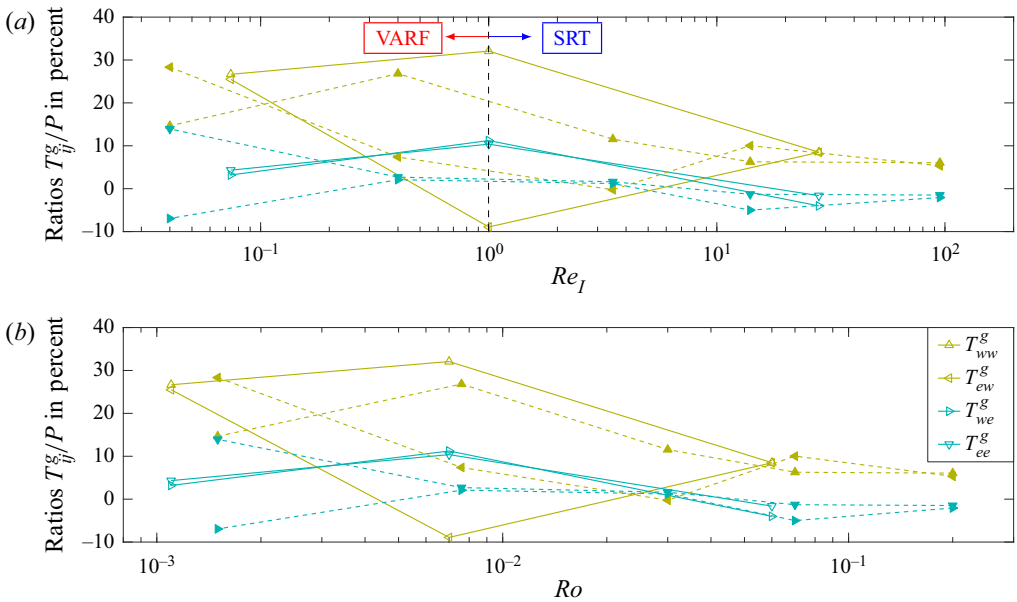 (a)
40
30
20
10
0
–10
Ratios T^g_ij/P in percent
VARF
SRT
10^–1
10^0
10^1
10^2
Re_I
(b)
40
30
20
10
0
–10
Ratios T^g_ij/P in percent
T^g_ww
T^g_ew
T^g_we
T^g_ee
10^–3
10^–2
10^–1
Ro